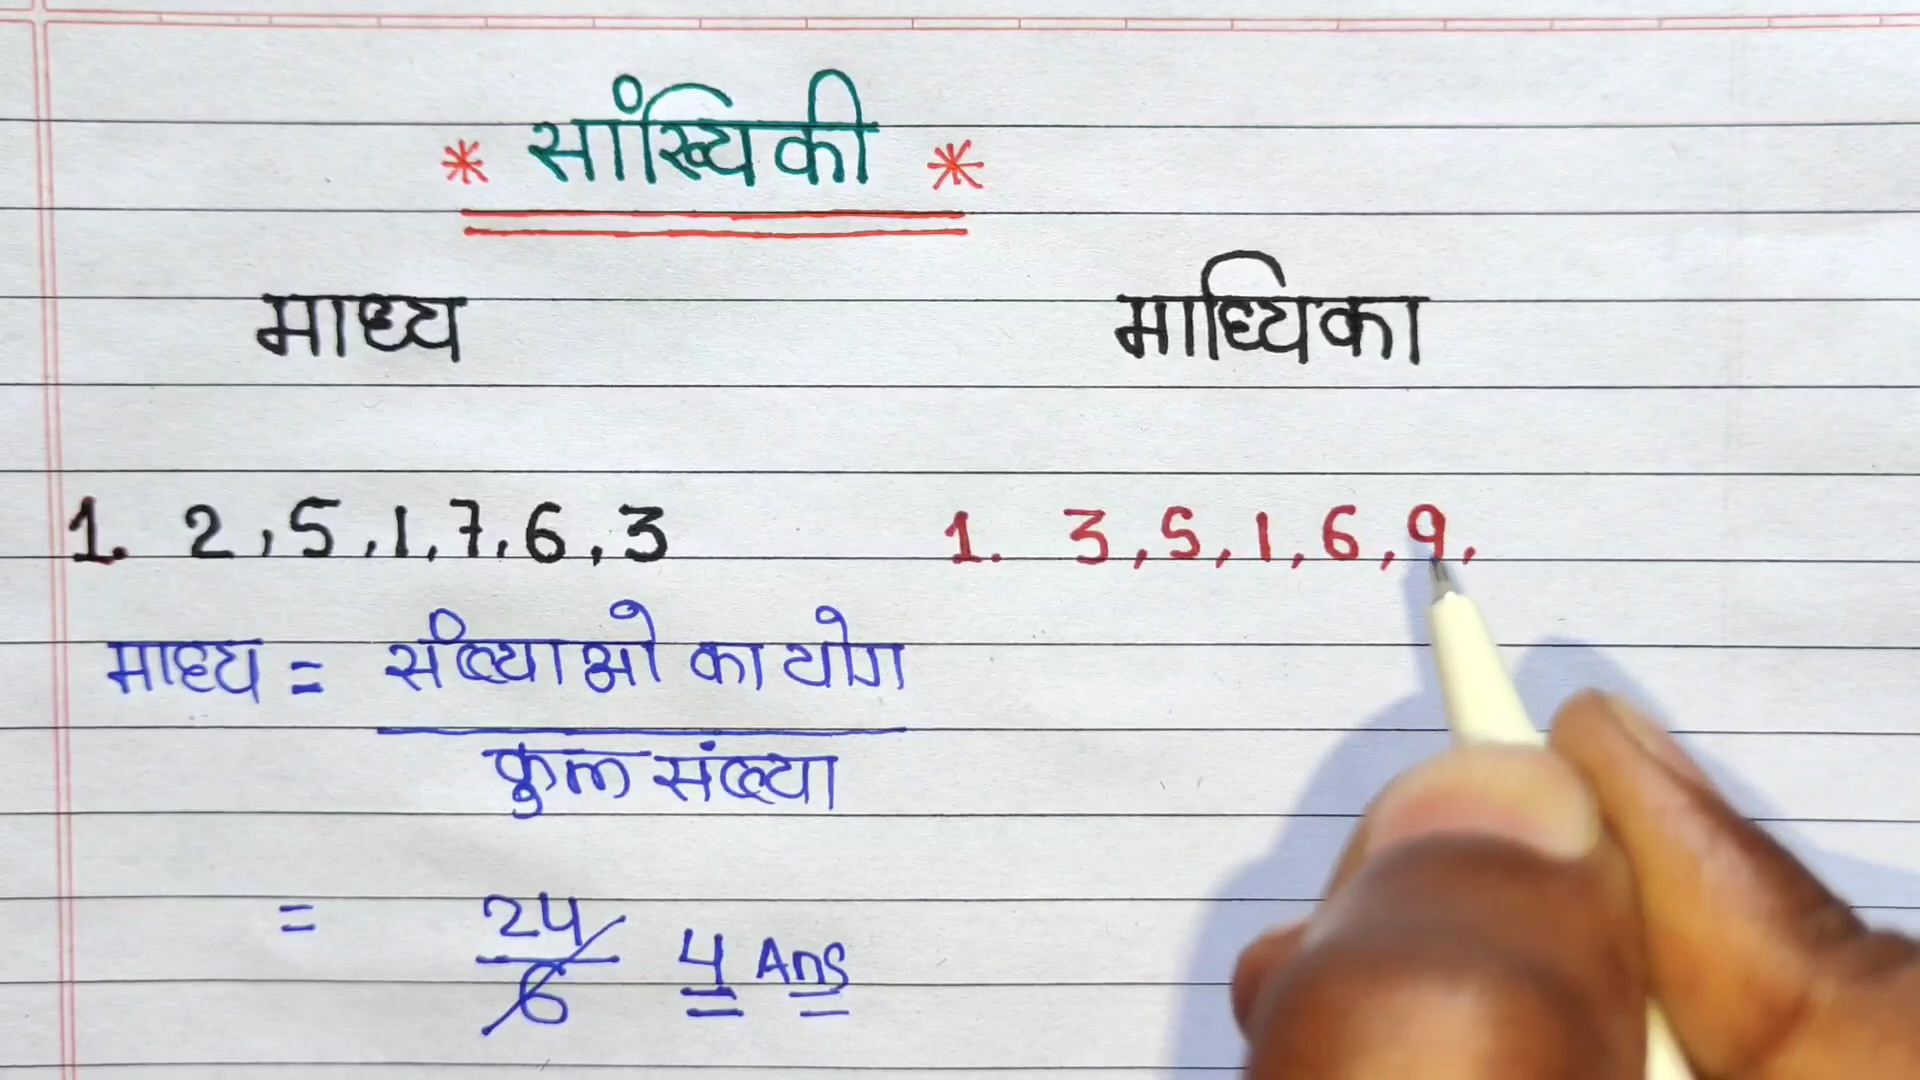 * सांख्यिकी *
माध्य
माध्यिका
1. 2, 5, 1, 7, 6, 3
1. 3, 5, 1, 6, 9,
माध्य = संख्याओ का योग
कुल संख्या
= 24
6
4 Ans